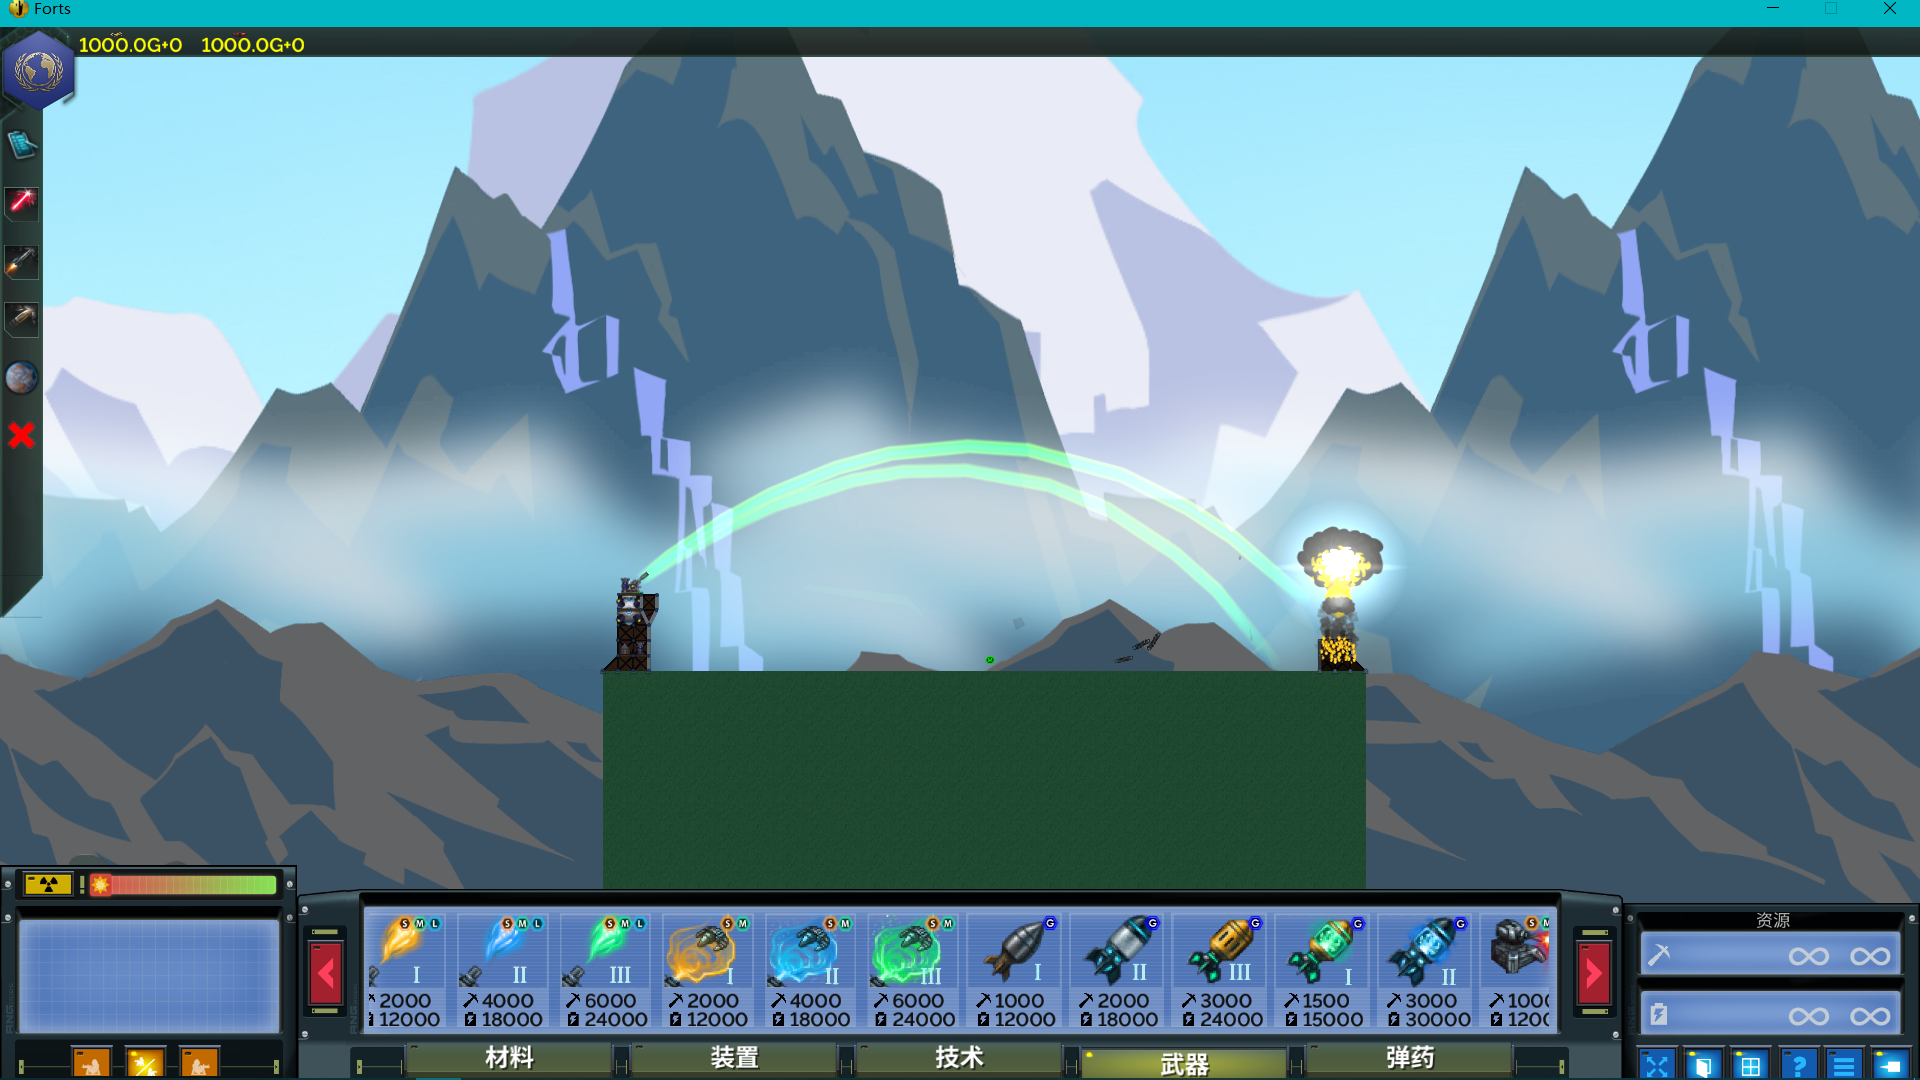 Forts
1000.0G+0 1000.0G+0
S M L S M L S M L S M S M S M G G G G G S M
I II III I II III I II III I II
2000 4000 6000 2000 4000 6000 1000 2000 3000 1500 3000 1000
12000 18000 24000 12000 18000 24000 12000 18000 24000 15000 30000 1200
材料 装置 技术 武器 弹药
资源
∞ ∞
∞ ∞
?